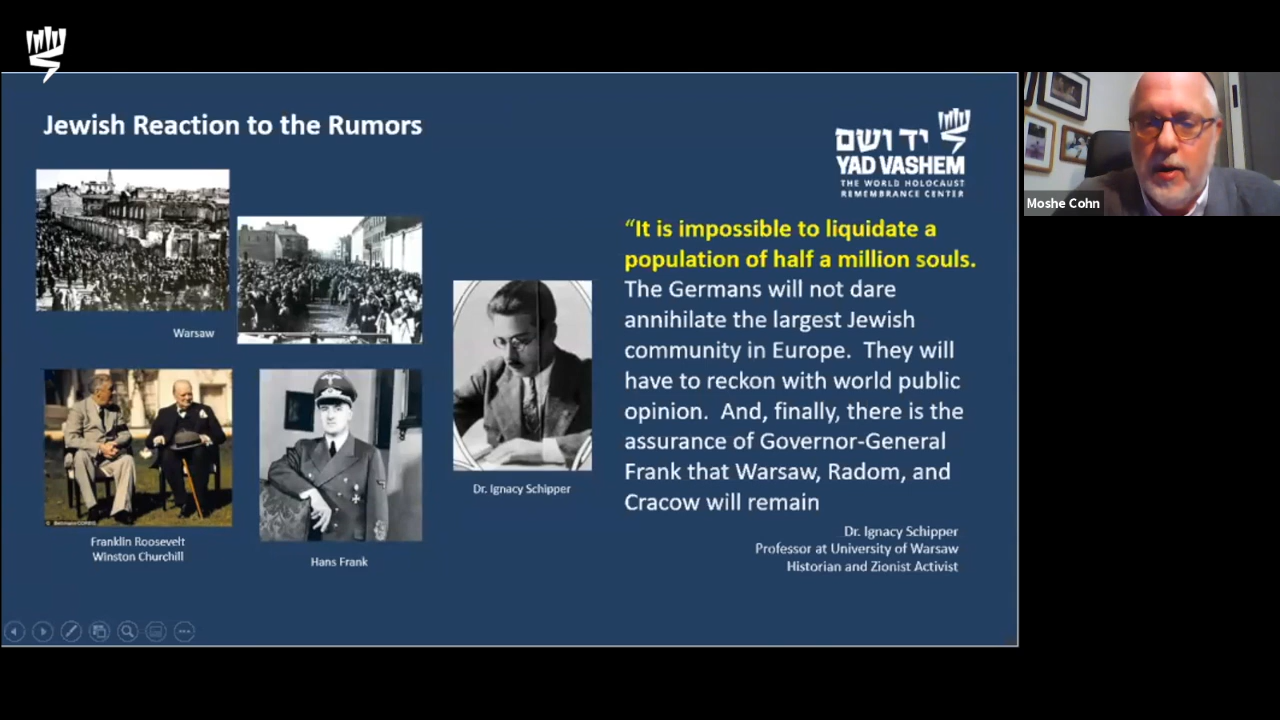 Jewish Reaction to the Rumors
יד ושם
YAD VASHEM
THE WORLD HOLOCAUST
REMEMBRANCE CENTER
Moshe Cohn
Warsaw
“It is impossible to liquidate a
population of half a million souls.
The Germans will not dare
annihilate the largest Jewish
community in Europe. They will
have to reckon with world public
opinion. And, finally, there is the
assurance of Governor-General
Frank that Warsaw, Radom, and
Cracow will remain
Dr. Ignacy Schipper
Professor at University of Warsaw
Historian and Zionist Activist
Dr. Ignacy Schipper
Franklin Roosevelt
Winston Churchill
Hans Frank